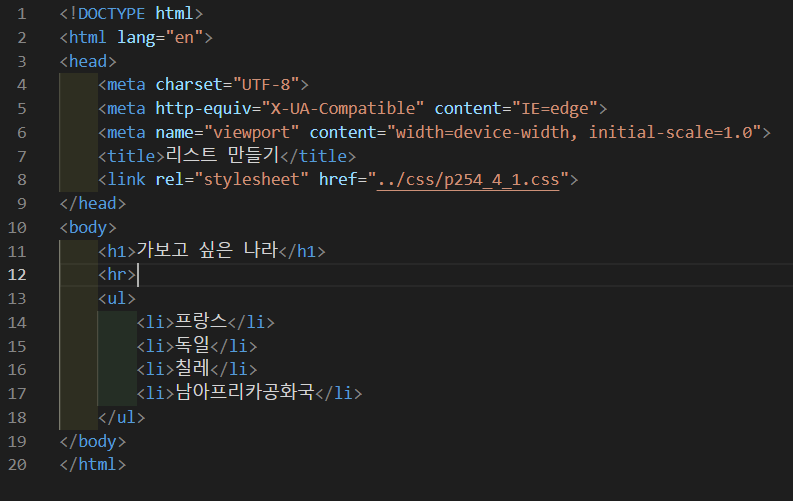 1 <!DOCTYPE html>
2 <html lang="en">
3 <head>
4     <meta charset="UTF-8">
5     <meta http-equiv="X-UA-Compatible" content="IE=edge">
6     <meta name="viewport" content="width=device-width, initial-scale=1.0">
7     <title>리스트 만들기</title>
8     <link rel="stylesheet" href="../css/p254_4_1.css">
9 </head>
10 <body>
11     <h1>가보고 싶은 나라</h1>
12     <hr>
13     <ul>
14         <li>프랑스</li>
15         <li>독일</li>
16         <li>칠레</li>
17         <li>남아프리카공화국</li>
18     </ul>
19 </body>
20 </html>